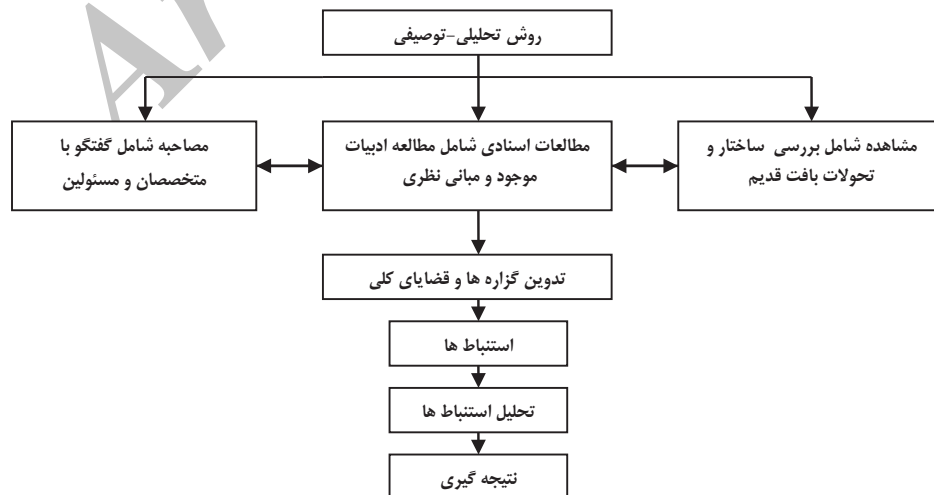 روش تحلیلی-توصیفی
مشاهده شامل بررسی ساختار و
تحولات بافت قدیم
مطالعات اسنادی شامل مطالعه ادبیات
موجود و مبانی نظری
مصاحبه شامل گفتگو با
متخصصان و مسئولین
تدوین گزاره ها و قضایای کلی
استنباط ها
تحلیل استنباط ها
نتیجه گیری